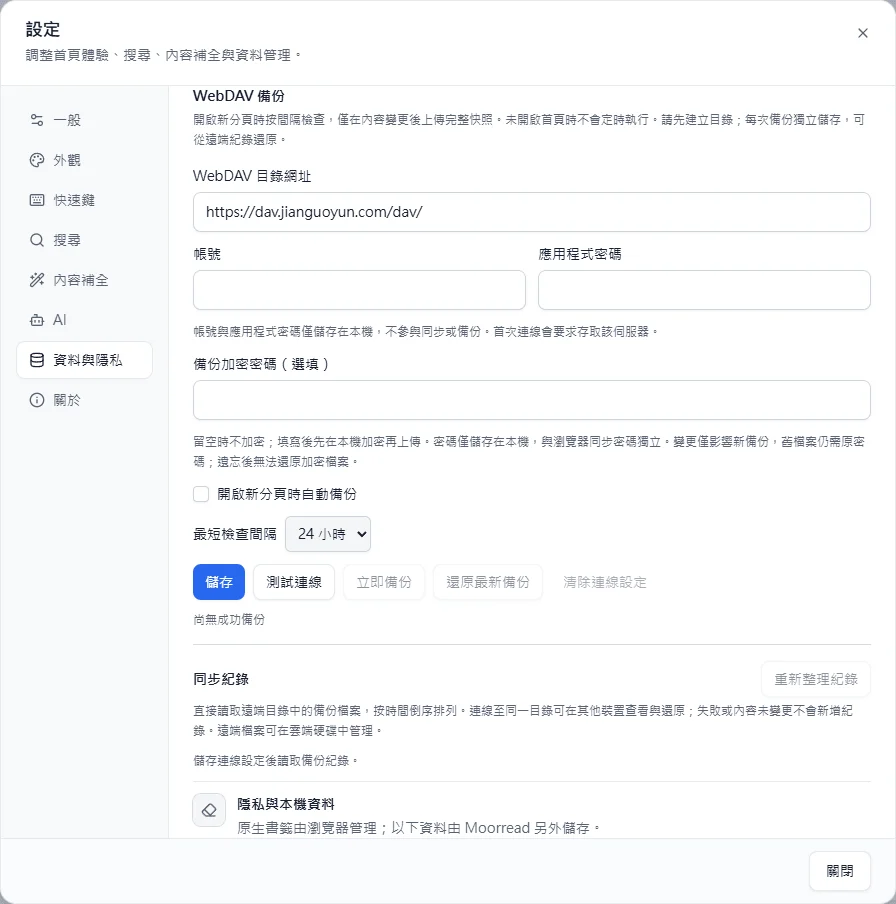 設定
調整首頁體驗、搜尋、內容補全與資料管理。
一般
外觀
快速鍵
搜尋
內容補全
AI
資料與隱私
關於
WebDAV 備份
開啟新分頁時按間隔檢查，僅在內容變更後上傳完整快照。未開啟首頁時不會定時執行。請先建立目錄；每次備份獨立儲存，可
從遠端紀錄還原。
WebDAV 目錄網址
https://dav.jianguoyun.com/dav/
帳號
應用程式密碼
帳號與應用程式密碼僅儲存在本機，不參與同步或備份。首次連線會要求存取該伺服器。
備份加密密碼（選填）
留空時不加密；填寫後先在本機加密再上傳。密碼僅儲存在本機，與瀏覽器同步密碼獨立。變更僅影響新備份，舊檔案仍需原密
碼；遺忘後無法還原加密檔案。
開啟新分頁時自動備份
最短檢查間隔 24 小時
儲存 測試連線 立即備份 還原最新備份 清除連線設定
尚無成功備份
同步紀錄
重新整理紀錄
直接讀取遠端目錄中的備份檔案，按時間倒序排列。連線至同一目錄可在其他裝置查看與還原；失敗或內容未變更不會新增紀
錄。遠端檔案可在雲端硬碟中管理。
儲存連線設定後讀取備份紀錄。
隱私與本機資料
原生書籤由瀏覽器管理；以下資料由 Moorread 另外儲存。
關閉